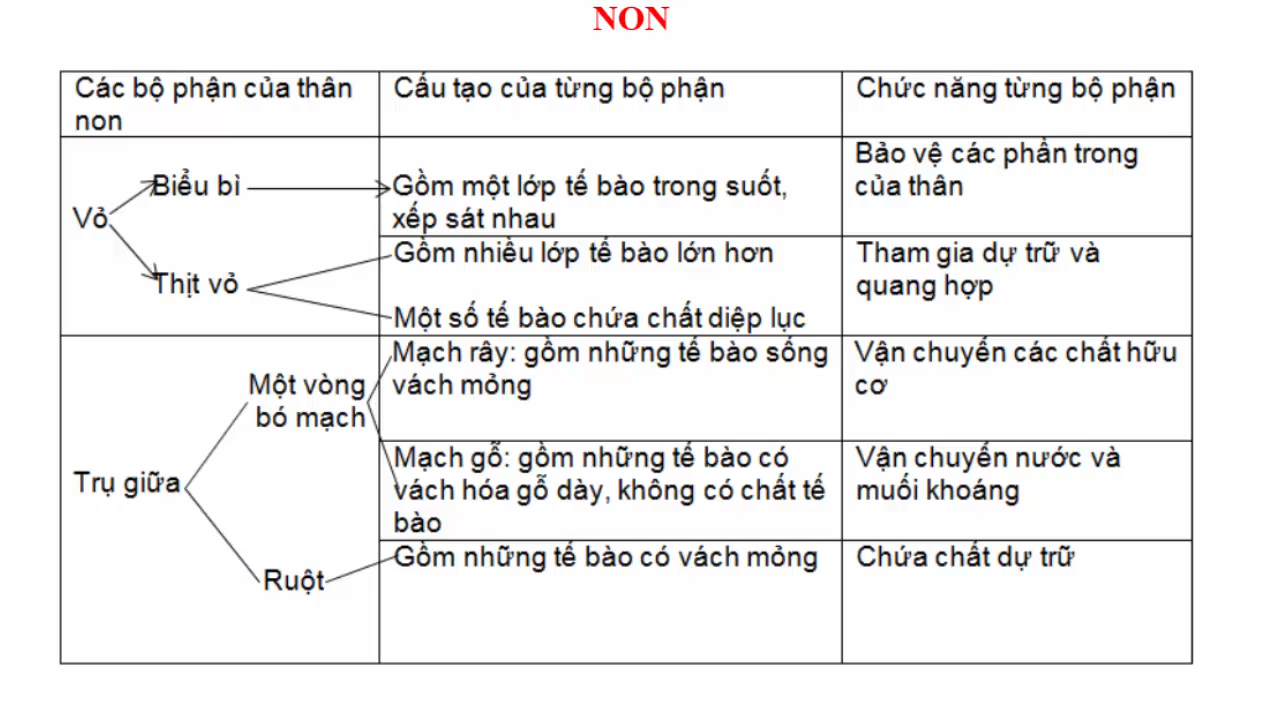 NON
Các bộ phận của thân
non
Cấu tạo của từng bộ phận
Chức năng từng bộ phận
Vỏ
Biểu bì
Gồm một lớp tế bào trong suốt,
xếp sát nhau
Bảo vệ các phần trong
của thân
Thịt vỏ
Gồm nhiều lớp tế bào lớn hơn
Một số tế bào chứa chất diệp lục
Tham gia dự trữ và
quang hợp
Trụ giữa
Một vòng
bó mạch
Mạch rây: gồm những tế bào sống
vách mỏng
Vận chuyển các chất hữu
cơ
Mạch gỗ: gồm những tế bào có
vách hóa gỗ dày, không có chất tế
bào
Vận chuyển nước và
muối khoáng
Ruột
Gồm những tế bào có vách mỏng
Chứa chất dự trữ